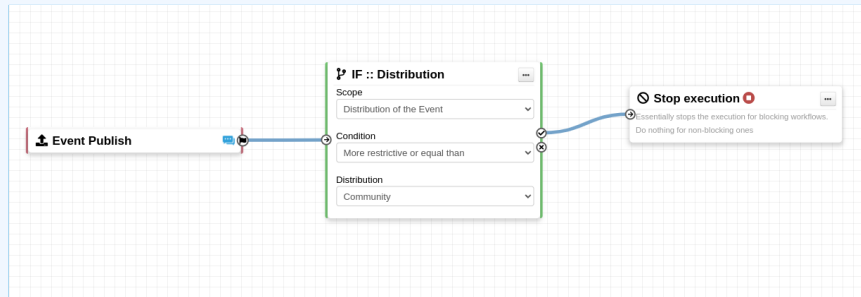 Event Publish
IF :: Distribution
Scope
Distribution of the Event
Condition
More restrictive or equal than
Distribution
Community
Stop execution
Essentially stops the execution for blocking workflows.
Do nothing for non-blocking ones